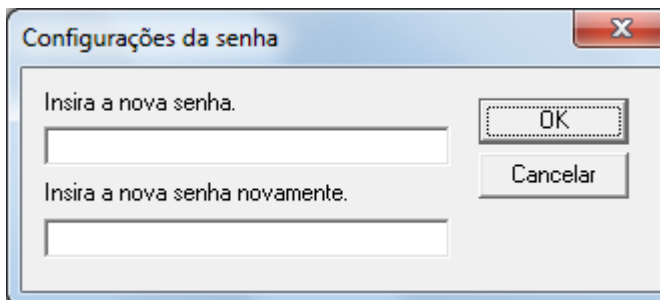 Configurações da senha
Insira a nova senha.
OK
Cancelar
Insira a nova senha novamente.